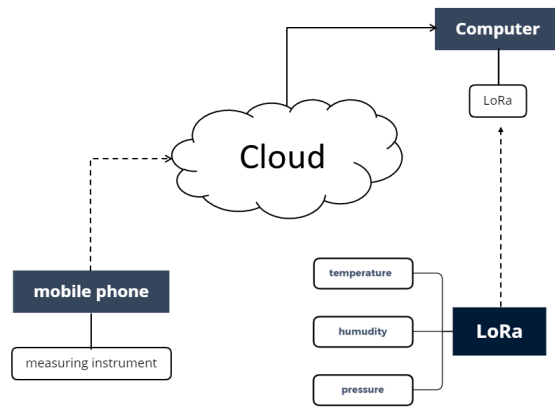 Computer
LoRa
Cloud
mobile phone
measuring instrument
temperature
humudity
pressure
LoRa